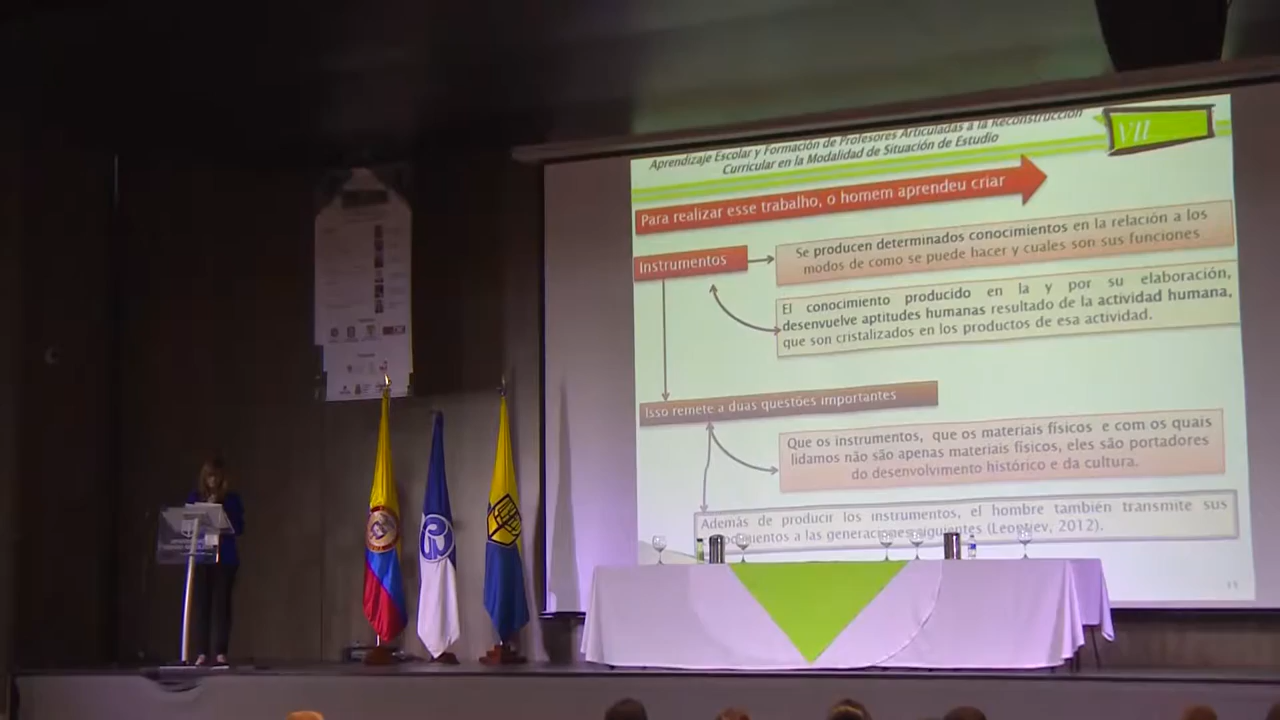 Aprendizaje Escolar y Formación de Profesores Articuladas a la Reconstrucción
Curricular en la Modalidad de Situación de Estudio
VII
Para realizar esse trabalho, o homem aprendeu criar
Instrumentos
Se producen determinados conocimientos en la relación a los
modos de como se puede hacer y cuales son sus funciones
El conocimiento producido en la y por su elaboración,
desenvuelve aptitudes humanas resultado de la actividad humana,
que son cristalizados en los productos de esa actividad.
Isso remete a duas questões importantes
Que os instrumentos, que os materiais físicos e com os quais
lidamos não são apenas materiais físicos, eles são portadores
do desenvolvimento histórico e da cultura.
Además de producir los instrumentos, el hombre también transmite sus
a las generaciones siguientes (Leontiev, 2012).